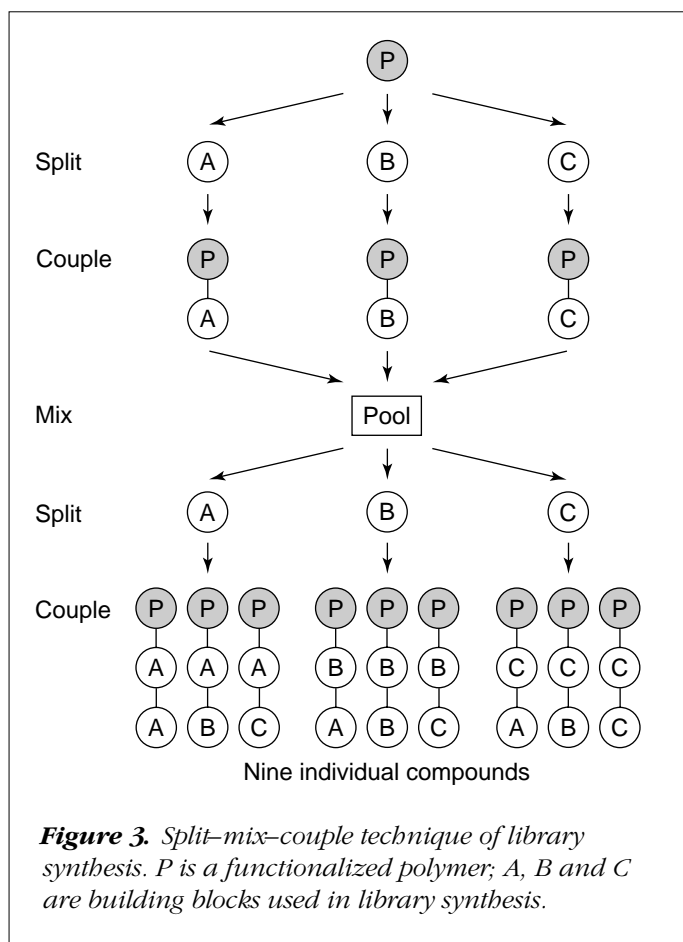 P
Split A B C
Couple P P P
A B C
Mix Pool
Split A B C
Couple P P P P P P P P P
A A A B B B C C C
A B C A B C A B C
Nine individual compounds
Figure 3. Split–mix–couple technique of library
synthesis. P is a functionalized polymer; A, B and C
are building blocks used in library synthesis.